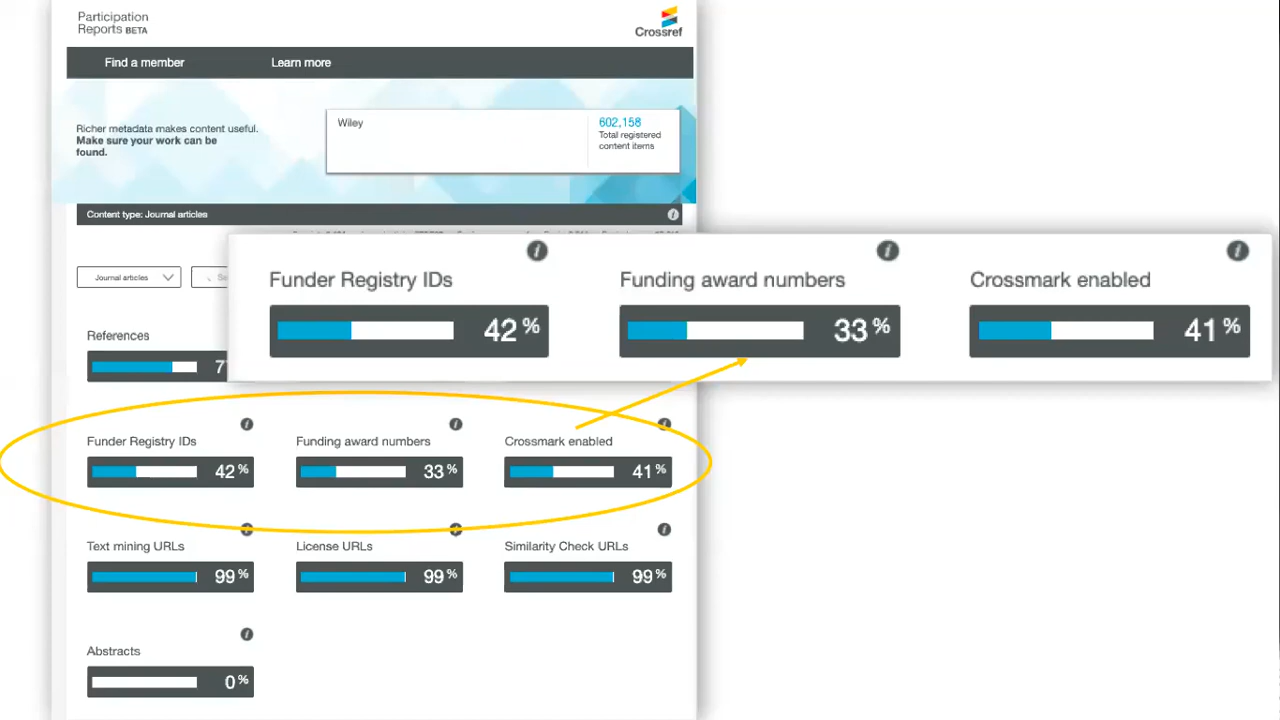 Participation
Reports BETA
Crossref
Find a member
Learn more
Richer metadata makes content useful.
Make sure your work can be
found.
Wiley
602,158
Total registered
content items
Content type: Journal articles
Journal articles
Funder Registry IDs
Funding award numbers
Crossmark enabled
42 %
33 %
41 %
References
Funder Registry IDs
Funding award numbers
Crossmark enabled
42 %
33 %
41 %
Text mining URLs
License URLs
Similarity Check URLs
99 %
99 %
99 %
Abstracts
0 %